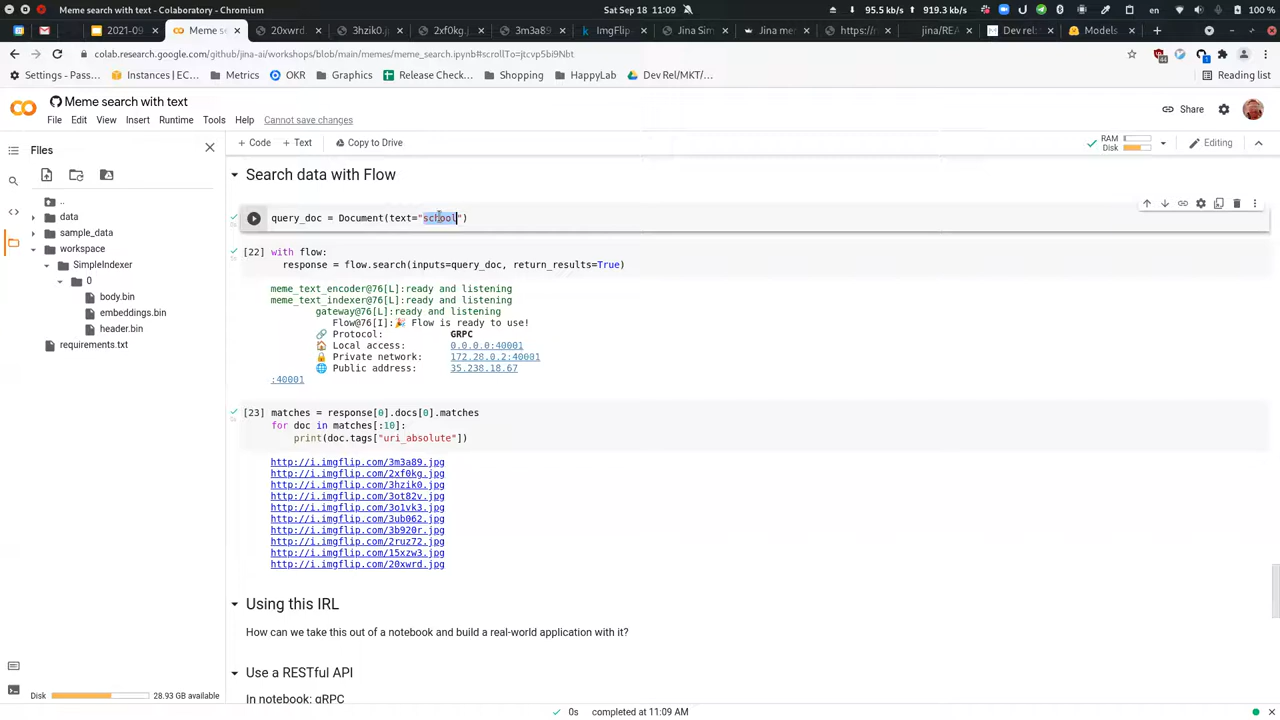 Meme search with text - Colaboratory - Chromium
Sat Sep 18 11:09
95.5 kb/s
919.3 kb/s
en
100 %
2021-09
Meme s
20xwrd
3hzik0.j
2xf0kg.j
3m3a89
ImgFlip
Jina Sim
Jina me
https://r
jina/REA
Dev rel:
Models
colab.research.google.com/github/jina-ai/workshops/blob/main/memes/meme_search.ipynb#scrollTo=jtcvp5bi9Nbt
Settings - Pass...
Instances | EC...
Metrics
OKR
Graphics
Release Check...
Shopping
HappyLab
Dev Rel/MKT/...
Reading list
Meme search with text
File Edit View Insert Runtime Tools Help Cannot save changes
Share
Files
+ Code + Text Copy to Drive
RAM
Disk
Editing
..
data
sample_data
workspace
SimpleIndexer
0
body.bin
embeddings.bin
header.bin
requirements.txt
Disk 28.93 GB available
Search data with Flow
query_doc = Document(text="school")
[22] with flow:
response = flow.search(inputs=query_doc, return_results=True)
meme_text_encoder@76[L]:ready and listening
meme_text_indexer@76[L]:ready and listening
gateway@76[L]:ready and listening
Flow@76[I]:🎉 Flow is ready to use!
🔗 Protocol: GRPC
🏠 Local access: 0.0.0.0:40001
🔒 Private network: 172.28.0.2:40001
🌐 Public address: 35.238.18.67
:40001
[23] matches = response[0].docs[0].matches
for doc in matches[:10]:
print(doc.tags["uri_absolute"])
http://i.imgflip.com/3m3a89.jpg
http://i.imgflip.com/2xf0kg.jpg
http://i.imgflip.com/3hzik0.jpg
http://i.imgflip.com/3ot82v.jpg
http://i.imgflip.com/3o1vk3.jpg
http://i.imgflip.com/3ub062.jpg
http://i.imgflip.com/3b920r.jpg
http://i.imgflip.com/2ruz72.jpg
http://i.imgflip.com/15xzw3.jpg
http://i.imgflip.com/20xwrd.jpg
Using this IRL
How can we take this out of a notebook and build a real-world application with it?
Use a RESTful API
In notebook: gRPC
0s completed at 11:09 AM